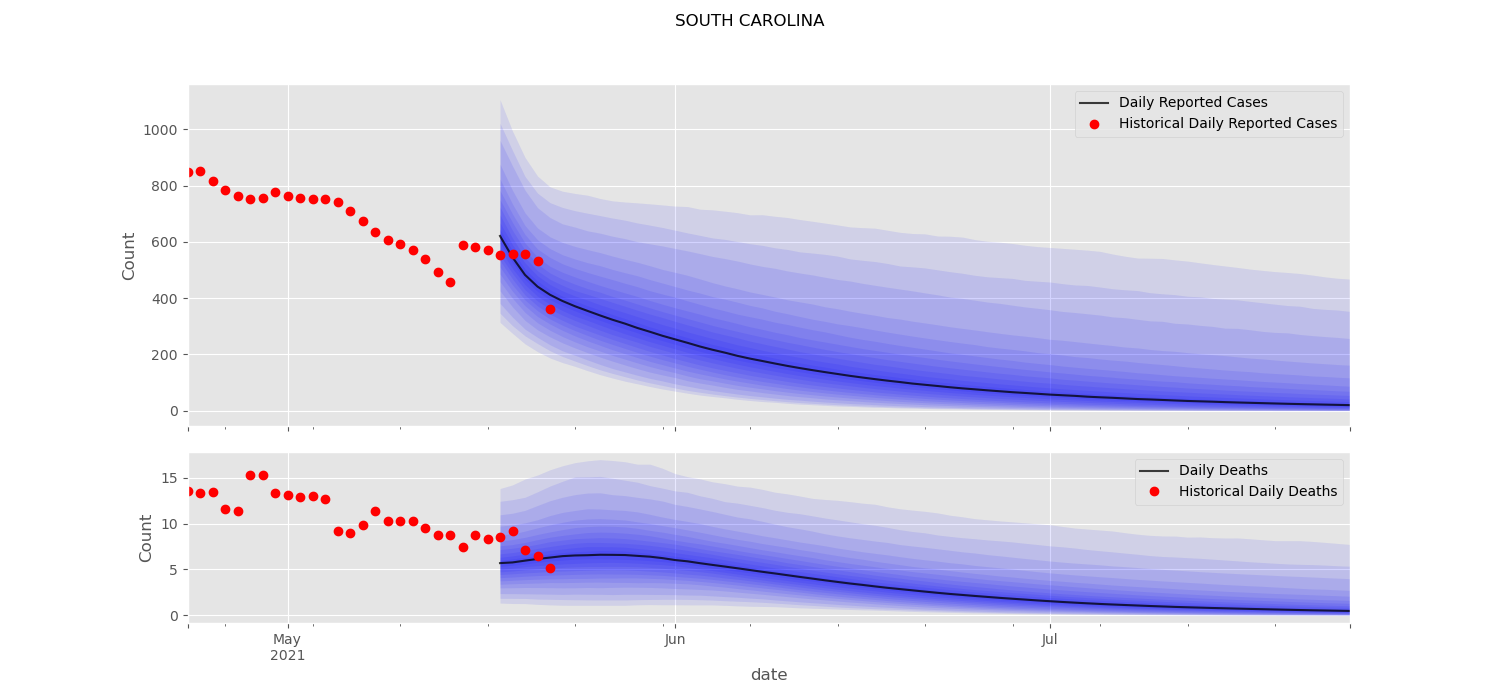 SOUTH CAROLINA
Daily Reported Cases
Historical Daily Reported Cases
Count
1000
800
600
400
200
0
Daily Deaths
Historical Daily Deaths
Count
15
10
5
0
May
2021
Jun
Jul
date